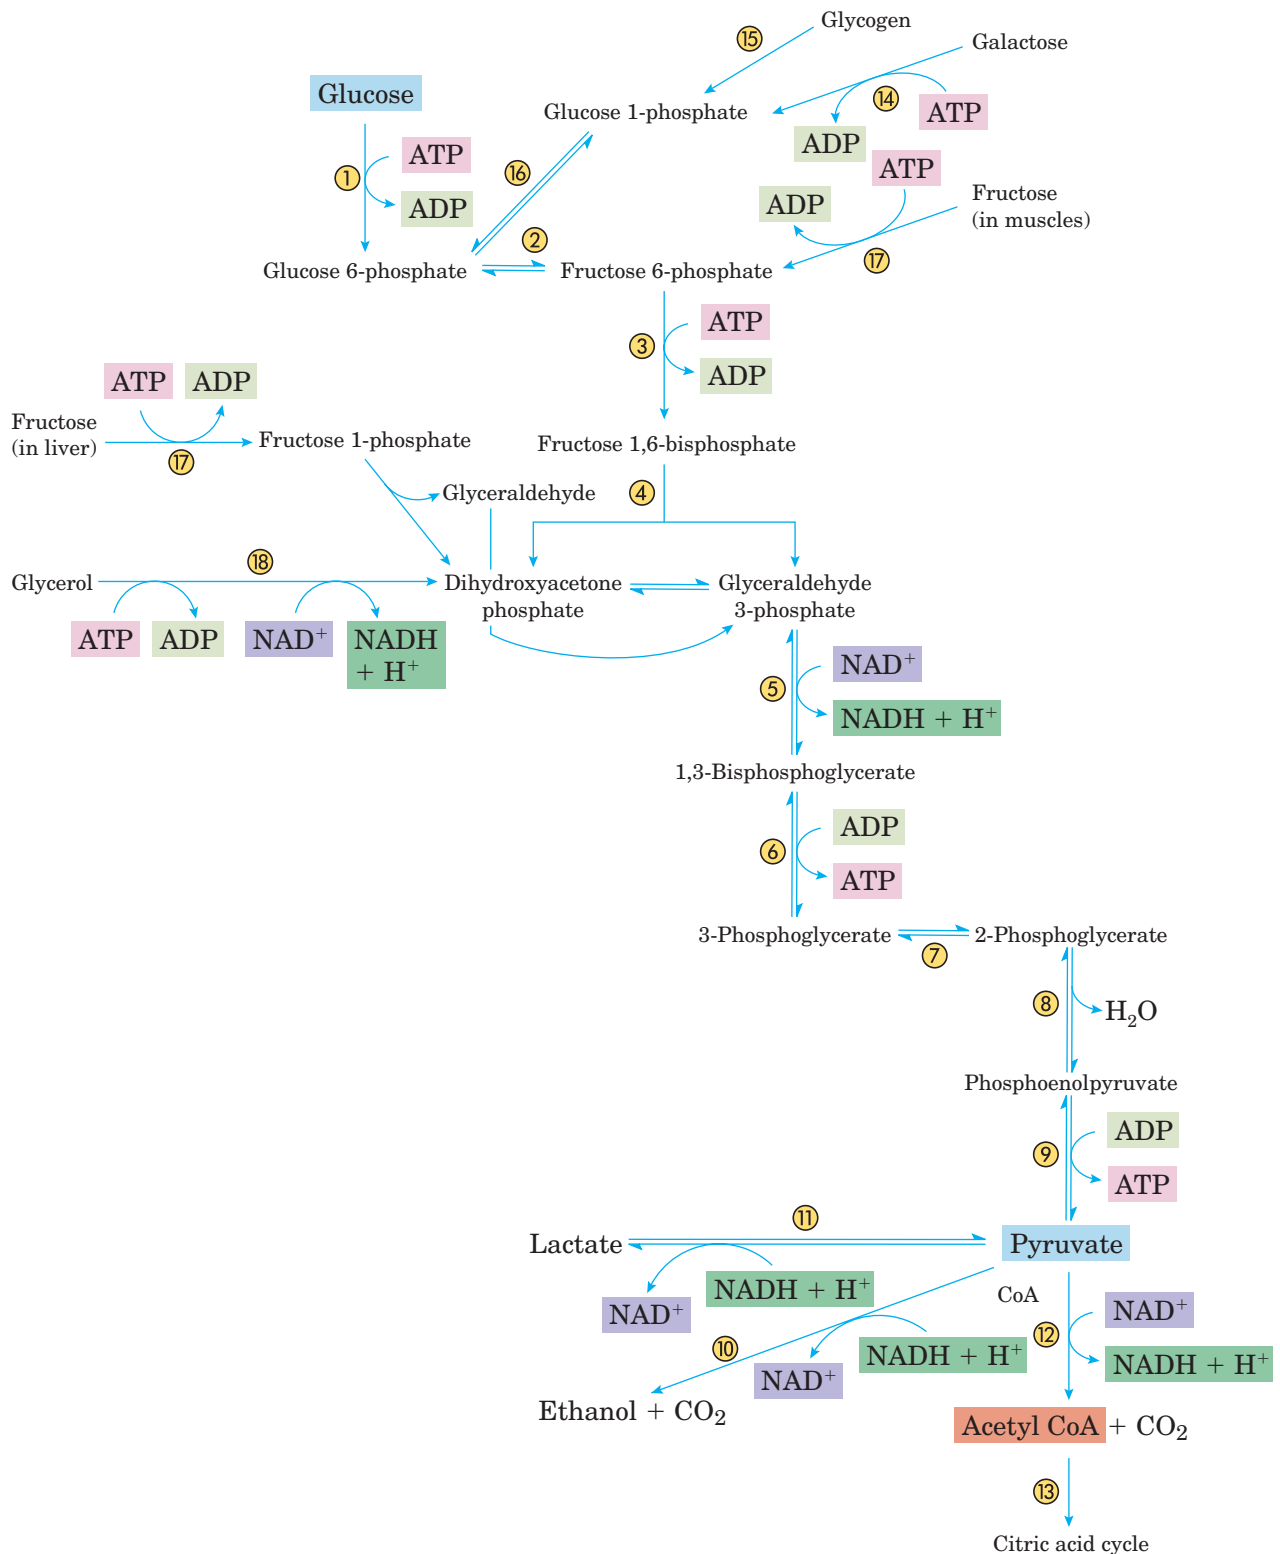 Glycogen
15
Galactose
Glucose
Glucose 1-phosphate
14
ATP
ADP
ATP
1
ADP
16
ATP
ADP
Fructose
(in muscles)
17
2
Glucose 6-phosphate
Fructose 6-phosphate
ATP
3
ADP
ATP
ADP
Fructose
(in liver)
17
Fructose 1-phosphate
Fructose 1,6-bisphosphate
4
Glyceraldehyde
18
Glycerol
Dihydroxyacetone
phosphate
Glyceraldehyde
3-phosphate
ATP
ADP
NAD⁺
NADH
+ H⁺
NAD⁺
5
NADH + H⁺
1,3-Bisphosphoglycerate
ADP
6
ATP
3-Phosphoglycerate
7
2-Phosphoglycerate
8
H₂O
Phosphoenolpyruvate
ADP
9
ATP
11
Lactate
Pyruvate
NADH + H⁺
NAD⁺
CoA
NAD⁺
12
NADH + H⁺
10
NADH + H⁺
NAD⁺
Ethanol + CO₂
Acetyl CoA + CO₂
13
Citric acid cycle